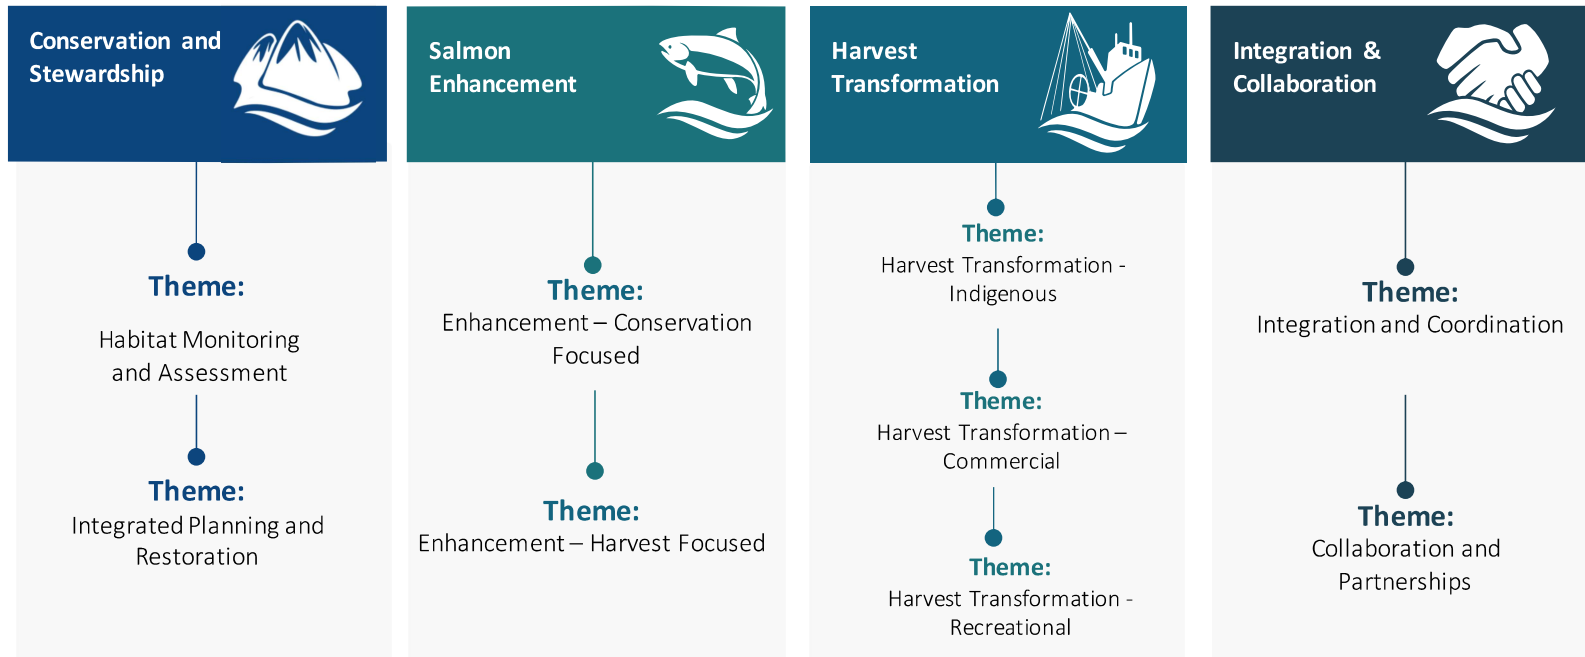 Conservation and
Stewardship
Theme:
Habitat Monitoring
and Assessment
Theme:
Integrated Planning and
Restoration
Salmon
Enhancement
Theme:
Enhancement – Conservation
Focused
Theme:
Enhancement – Harvest Focused
Harvest
Transformation
Theme:
Harvest Transformation -
Indigenous
Theme:
Harvest Transformation –
Commercial
Theme:
Harvest Transformation -
Recreational
Integration &
Collaboration
Theme:
Integration and Coordination
Theme:
Collaboration and
Partnerships